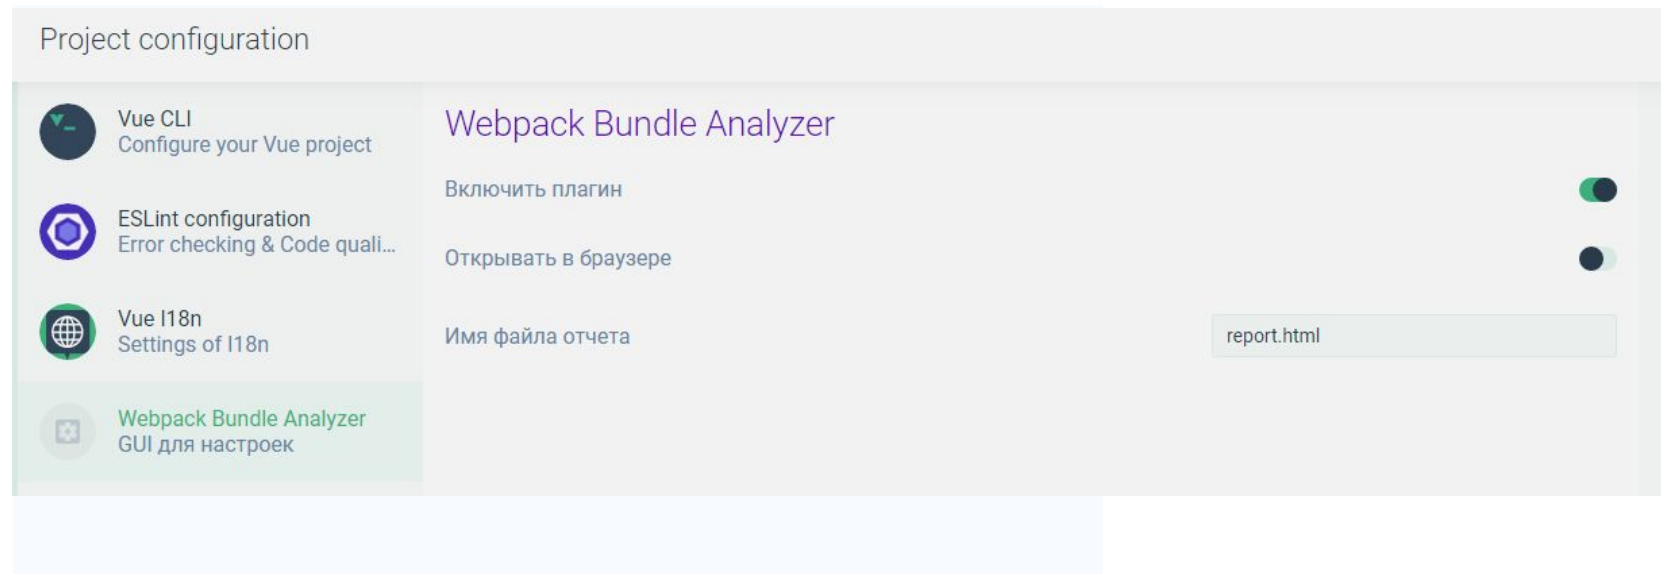 Project configuration
Vue CLI
Configure your Vue project
ESLint configuration
Error checking & Code quali...
Vue I18n
Settings of I18n
Webpack Bundle Analyzer
GUI для настроек
Webpack Bundle Analyzer
Включить плагин
Открывать в браузере
Имя файла отчета
report.html